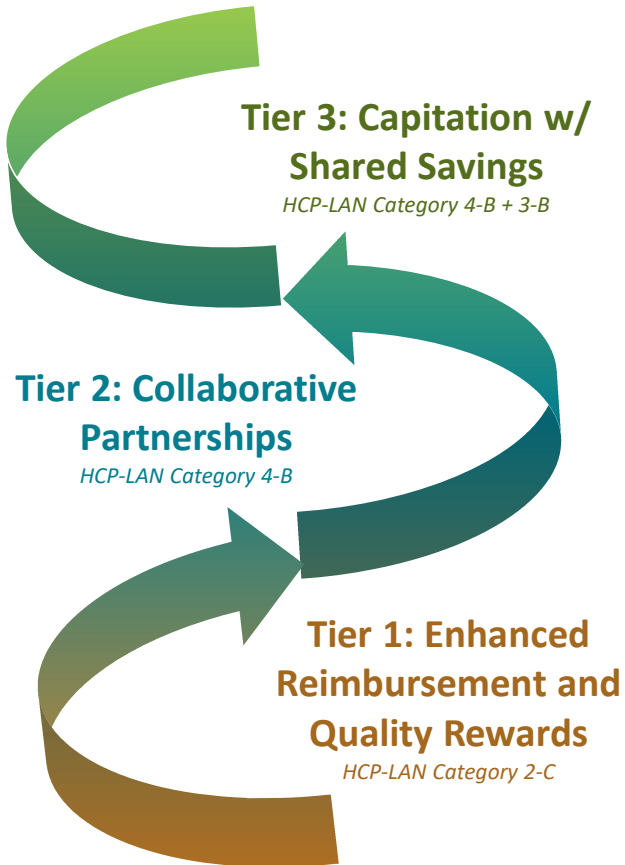 Tier 3: Capitation w/
Shared Savings
HCP-LAN Category 4-B + 3-B
Tier 2: Collaborative
Partnerships
HCP-LAN Category 4-B
Tier 1: Enhanced
Reimbursement and
Quality Rewards
HCP-LAN Category 2-C